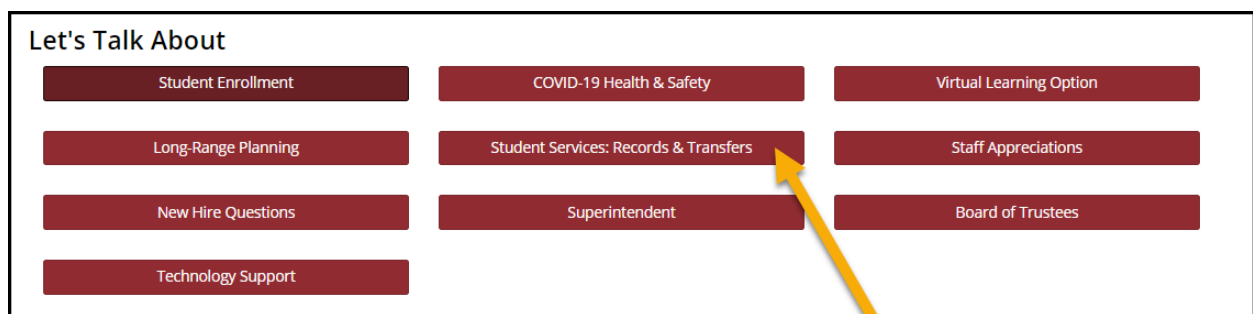 Let's Talk About
Student Enrollment
COVID-19 Health & Safety
Virtual Learning Option
Long-Range Planning
Student Services: Records & Transfers
Staff Appreciations
New Hire Questions
Superintendent
Board of Trustees
Technology Support